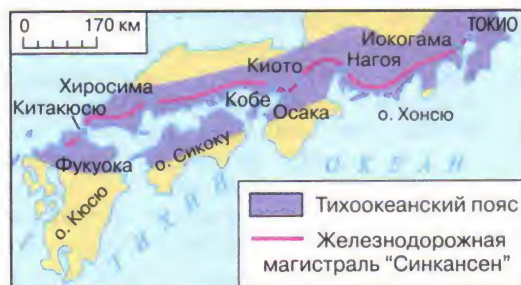 0 170 км
ТОКИО
Иокогама
Хиросима
Киото
Нагоя
Китакюсю
Кобе
Осака
о. Хонсю
Фукуока
о. Сикоку
о. Кюсю
ТИХИЙ ОКЕАН
Тихоокеанский пояс
Железнодорожная
магистраль "Синкансен"